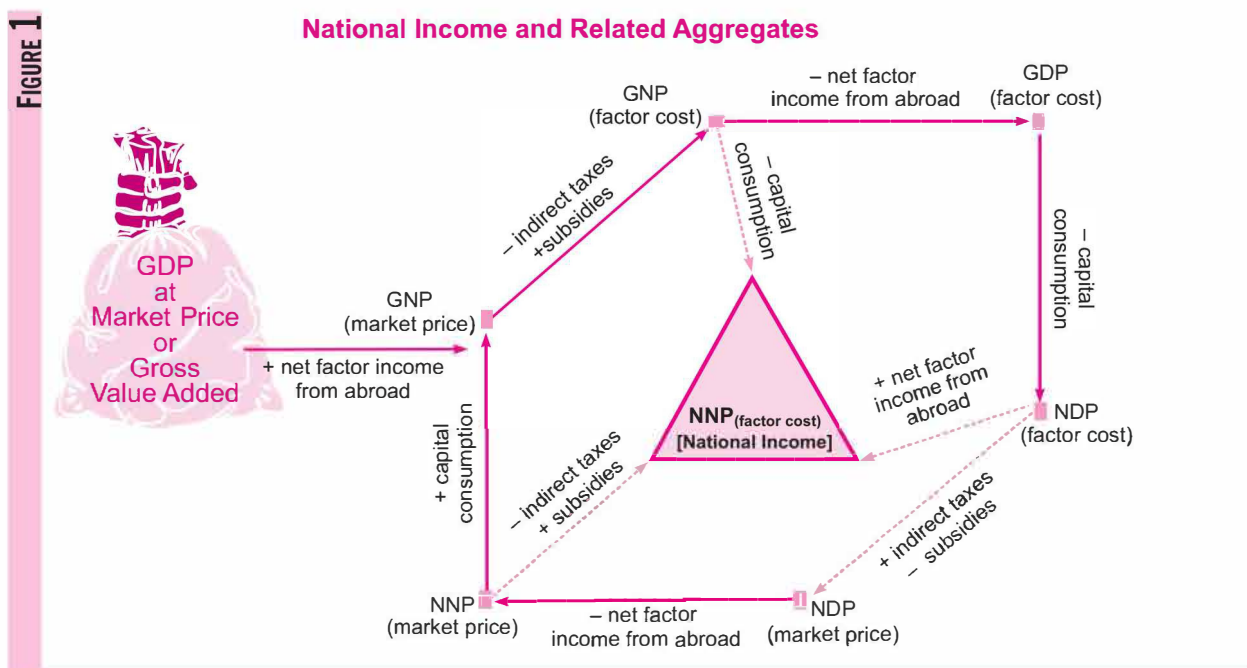 FIGURE 1
National Income and Related Aggregates
GDP
at
Market Price
or
Gross
Value Added
+ net factor income
from abroad
GNP
(market price)
– indirect taxes
+subsidies
GNP
(factor cost)
– net factor
income from abroad
GDP
(factor cost)
– capital
consumption
– capital
consumption
NDP
(factor cost)
+ net factor
income from
abroad
NNP(factor cost)
[National Income]
+ indirect taxes
– subsidies
NDP
(market price)
– net factor
income from abroad
NNP
(market price)
– indirect taxes
+ subsidies
+ capital
consumption